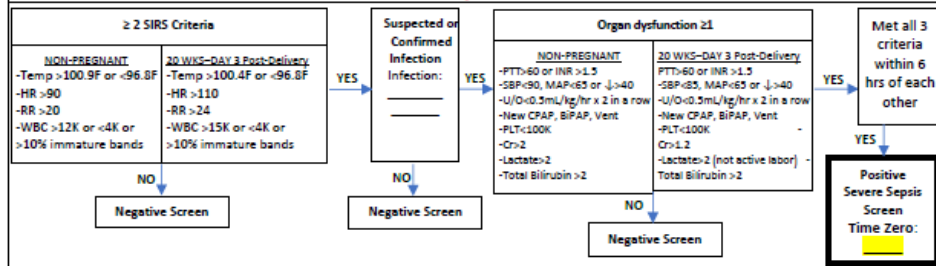 ≥ 2 SIRS Criteria
NON-PREGNANT
-Temp >100.9F or <96.8F
-HR >90
-RR >20
-WBC >12K or <4K or
>10% immature bands
20 WKS–DAY 3 Post-Delivery
-Temp >100.4F or <96.8F
-HR >110
-RR >24
-WBC >15K or <4K or
>10% immature bands
NO
Negative Screen
YES
Suspected or
Confirmed
Infection
Infection:
NO
Negative Screen
YES
Organ dysfunction ≥1
NON-PREGNANT
-PTT>60 or INR >1.5
-SBP<90, MAP<65 or ↓>40
-U/O<0.5mL/kg/hr x 2 in a row
-New CPAP, BiPAP, Vent
-PLT<100K
-Cr>2
-Lactate>2
-Total Bilirubin >2
20 WKS–DAY 3 Post-Delivery
PTT>60 or INR >1.5
-SBP<85, MAP<65 or ↓>40
-U/O<0.5mL/kg/hr x 2 in a row
-New CPAP, BiPAP, Vent
-PLT<100K -
Cr>1.2
-Lactate>2 (not active labor) -
Total Bilirubin >2
NO
Negative Screen
YES
Met all 3
criteria
within 6
hrs of each
other
YES
Positive
Severe Sepsis
Screen
Time Zero: